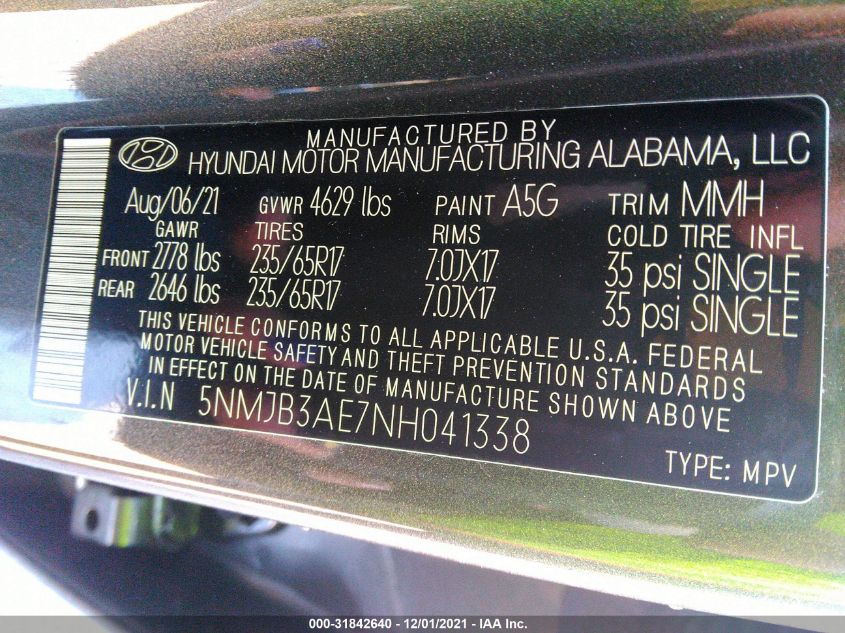 MANUFACTURED BY
HYUNDAI MOTOR MANUFACTURING ALABAMA, LLC
Aug/06/21 GVWR 4629 lbs PAINT A5G TRIM MMH
GAWR TIRES RIMS COLD TIRE INFL
FRONT 2778 lbs 235/65R17 7.0JX17 35 psi SINGLE
REAR 2646 lbs 235/65R17 7.0JX17 35 psi SINGLE
THIS VEHICLE CONFORMS TO ALL APPLICABLE U.S.A. FEDERAL
MOTOR VEHICLE SAFETY AND THEFT PREVENTION STANDARDS
IN EFFECT ON THE DATE OF MANUFACTURE SHOWN ABOVE
V.I.N 5NMJB3AE7NH041338
TYPE: MPV
000-31842640 - 12/01/2021 - IAA Inc.